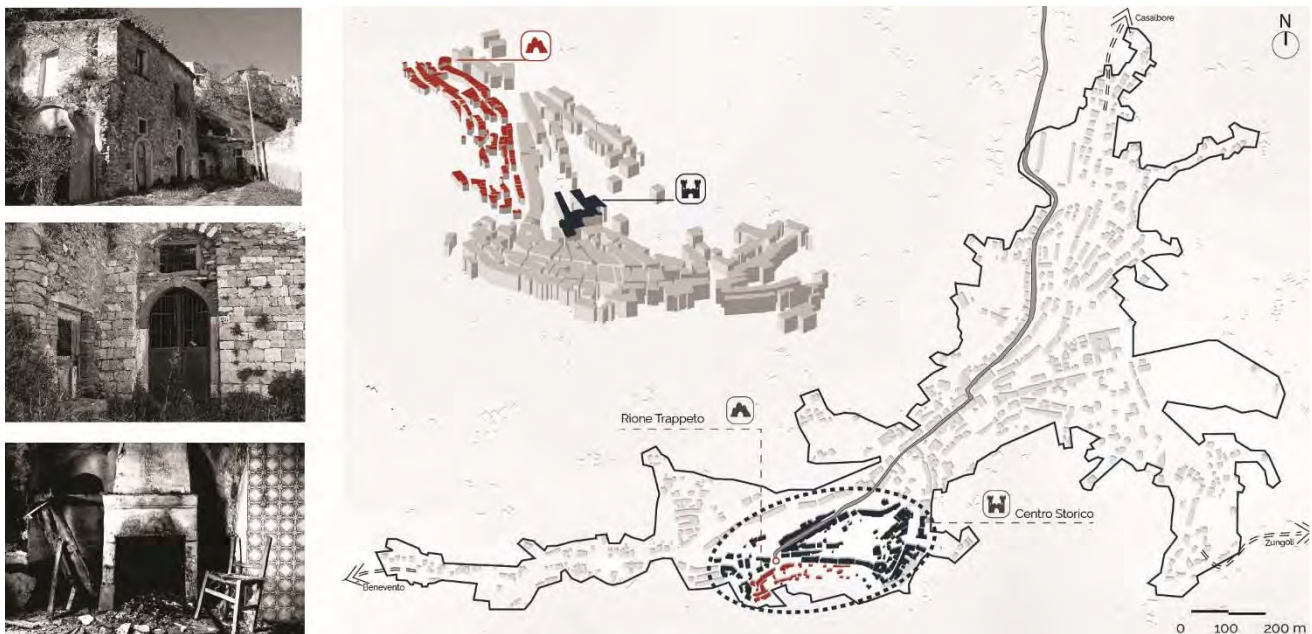 Casalbore
N
Rione Trappeto
Centro Storico
Zungoli
Benevento
0 100 200 m